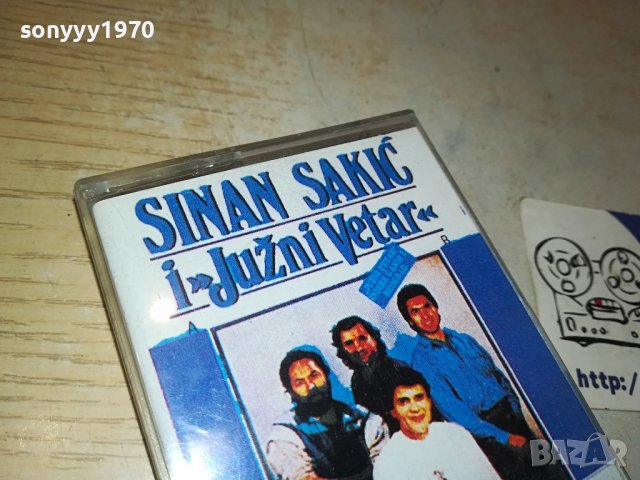 sonyyy1970
SINAN SAKIĆ
i »Južni Vetar«
http:/
BAZAR